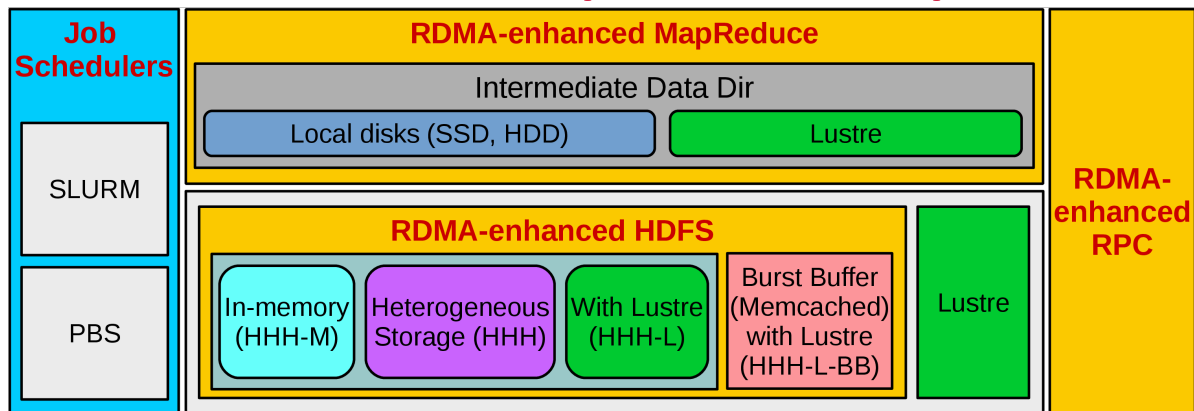 Job
Schedulers
SLURM
PBS
RDMA-enhanced MapReduce
Intermediate Data Dir
Local disks (SSD, HDD)
Lustre
RDMA-enhanced HDFS
In-memory
(HHH-M)
Heterogeneous
Storage (HHH)
With Lustre
(HHH-L)
Burst Buffer
(Memcached)
with Lustre
(HHH-L-BB)
Lustre
RDMA-
enhanced
RPC